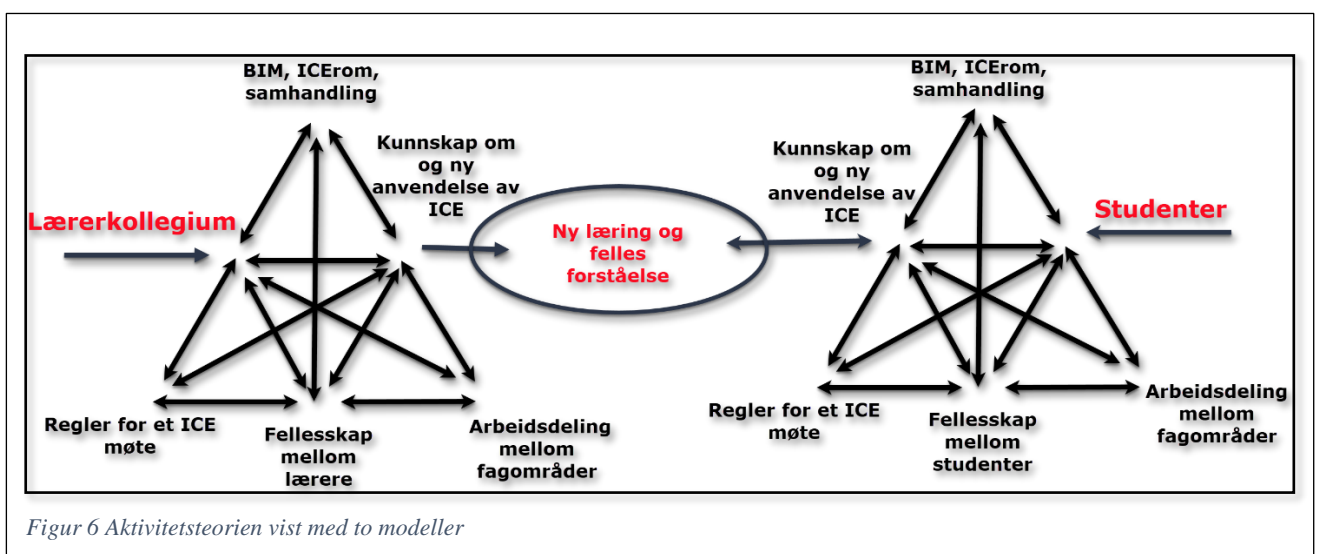 BIM, ICErom,
samhandling
Kunnskap om
og ny
anvendelse av
ICE
Lærerkollegium
Regler for et ICE
møte
Fellesskap
mellom
lærere
Arbeidsdeling
mellom
fagområder
Ny læring og
felles
forståelse
BIM, ICErom,
samhandling
Kunnskap om
og ny
anvendelse av
ICE
Studenter
Regler for et ICE
møte
Fellesskap
mellom
studenter
Arbeidsdeling
mellom
fagområder
Figur 6 Aktivitetsteorien vist med to modeller